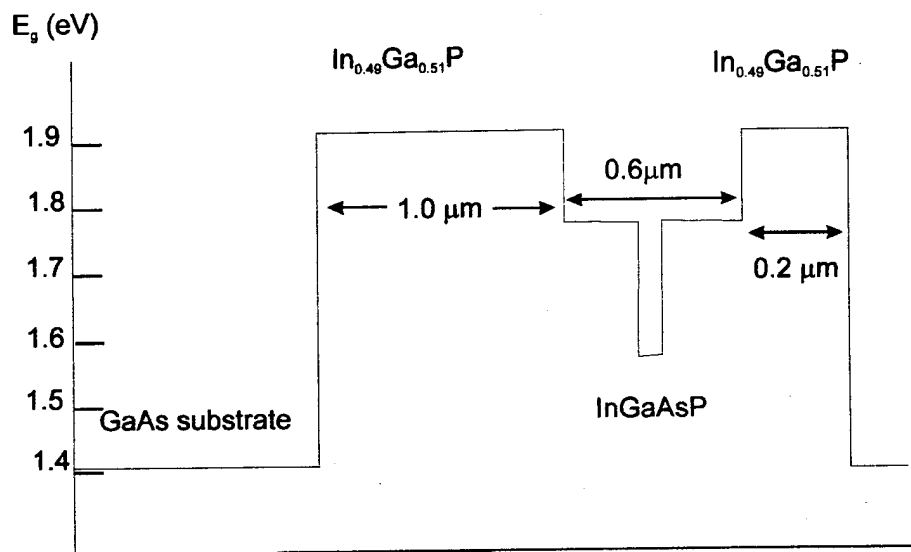 E₉ (eV)
In₀.₄₉Ga₀.₅₁P
In₀.₄₉Ga₀.₅₁P
1.9
0.6μm
1.8
1.0 μm
1.7
0.2 μm
1.6
InGaAsP
1.5
GaAs substrate
1.4